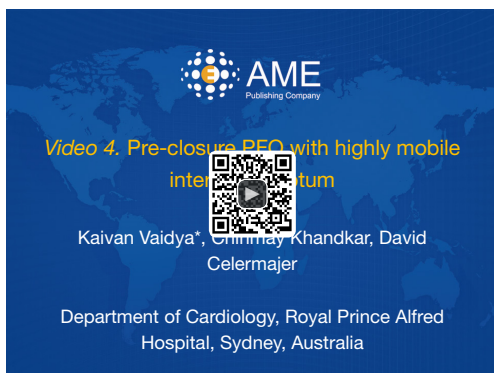 AME
Publishing Company
Video 4. Pre-closure PFO with highly mobile
Kaivan Vaidya*, Chinmay Khandkar, David
Celermajer
Department of Cardiology, Royal Prince Alfred
Hospital, Sydney, Australia